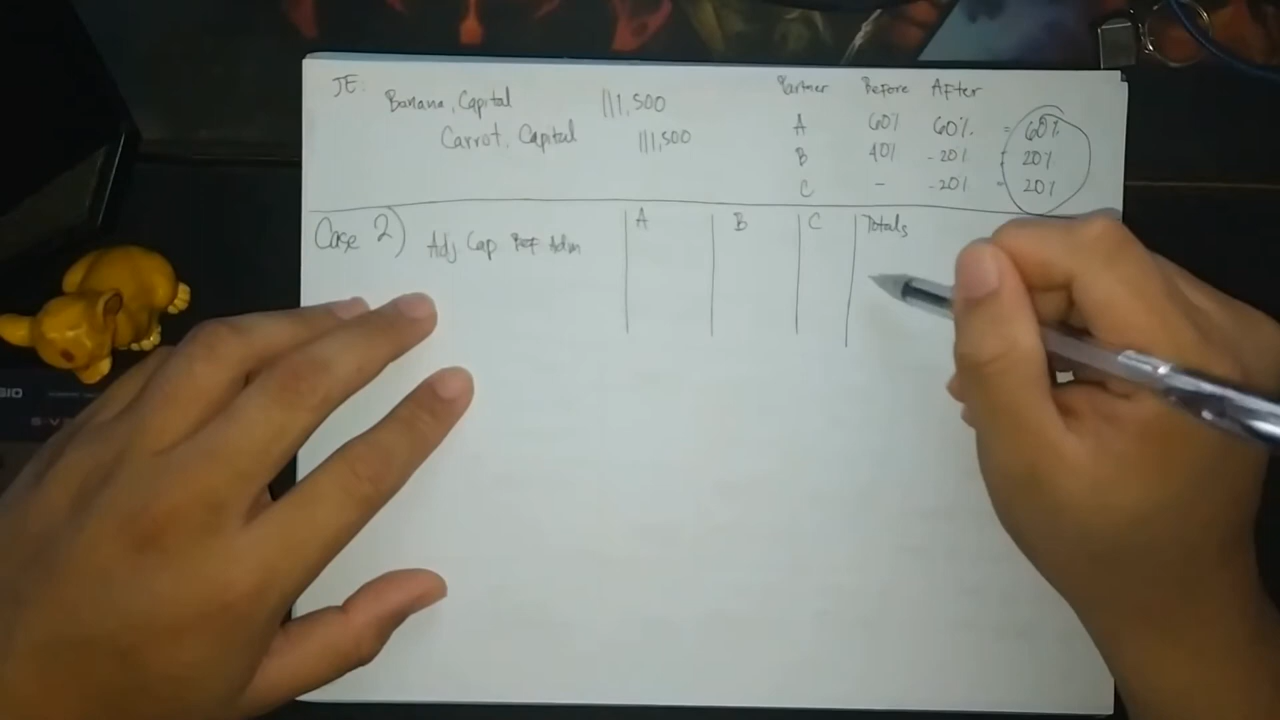 JE.
Banana, Capital 111,500
Carrot, Capital 111,500
Partner Before After
A 60% 60% = 60%
B 40% - 20% = 20%
C - - 20% - 20%
Case 2) Adj Cap Bef Adm A B C Totals